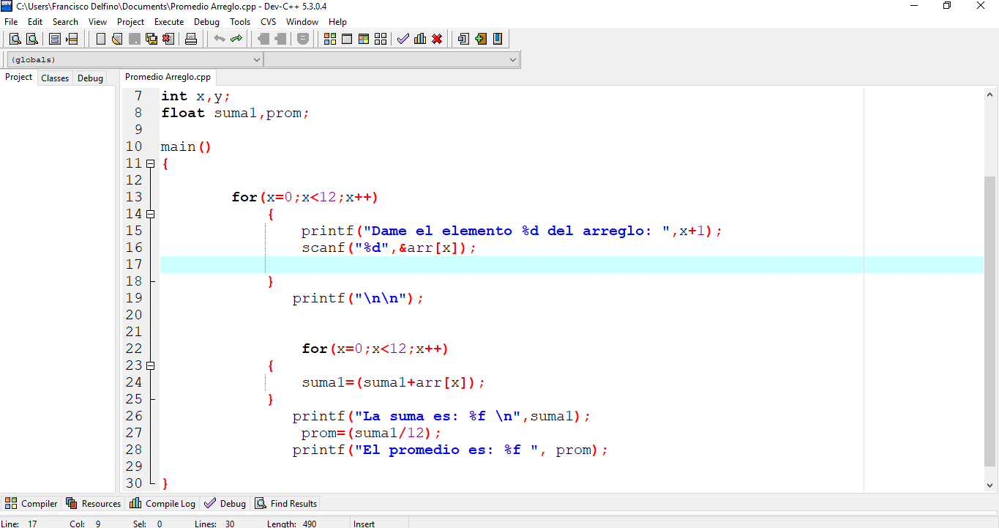 C:\Users\Francisco Delfino\Documents\Promedio Arreglo.cpp - Dev-C++ 5.3.0.4
File Edit Search View Project Execute Debug Tools CVS Window Help
(globals)
Project Classes Debug Promedio Arreglo.cpp
7 int x,y;
8 float suma1,prom;
9
10 main()
11 {
12
13 for(x=0;x<12;x++)
14 {
15 printf("Dame el elemento %d del arreglo: ",x+1);
16 scanf("%d",&arr[x]);
17
18 }
19 printf("\n\n");
20
21
22 for(x=0;x<12;x++)
23 {
24 suma1=(suma1+arr[x]);
25 }
26 printf("La suma es: %f \n",suma1);
27 prom=(suma1/12);
28 printf("El promedio es: %f ", prom);
29
30 }
Compiler Resources Compile Log Debug Find Results
Line: 17 Col: 9 Sel: 0 Lines: 30 Length: 490 Insert